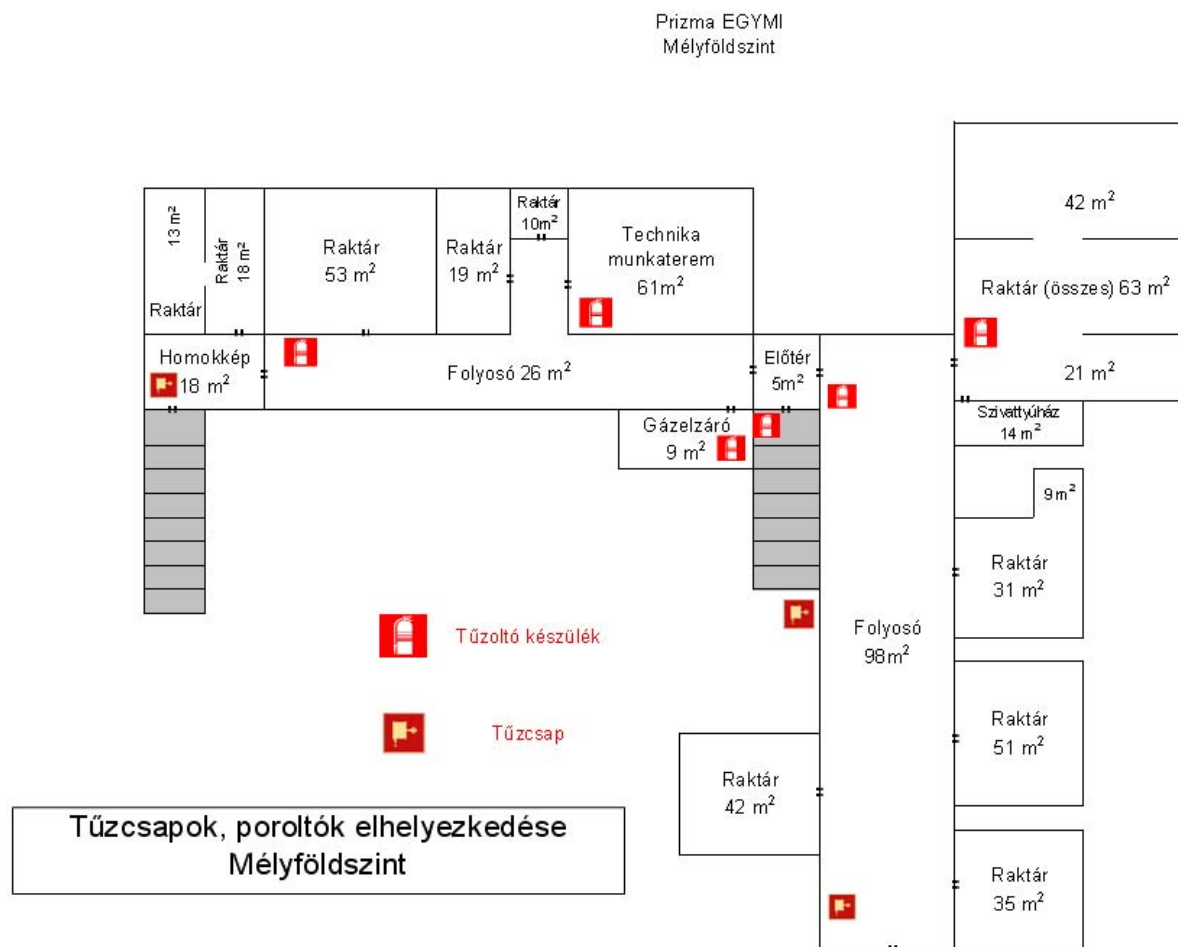 Prizma EGYMI
Mélyföldszint
42 m²
13 m²
Raktár
Raktár
18 m²
Raktár
53 m²
Raktár
19 m²
Raktár
10m²
Technika
munkaterem
61m²
Raktár (összes) 63 m²
Homokkép
18 m²
Folyosó 26 m²
Előtér
5m²
21 m²
Gázelzáró
9 m²
Szivattyúház
14 m²
9m²
Raktár
31 m²
Folyosó
98m²
Tűzoltó készülék
Tűzcsap
Raktár
51 m²
Raktár
42 m²
Tűzcsapok, poroltók elhelyezkedése
Mélyföldszint
Raktár
35 m²